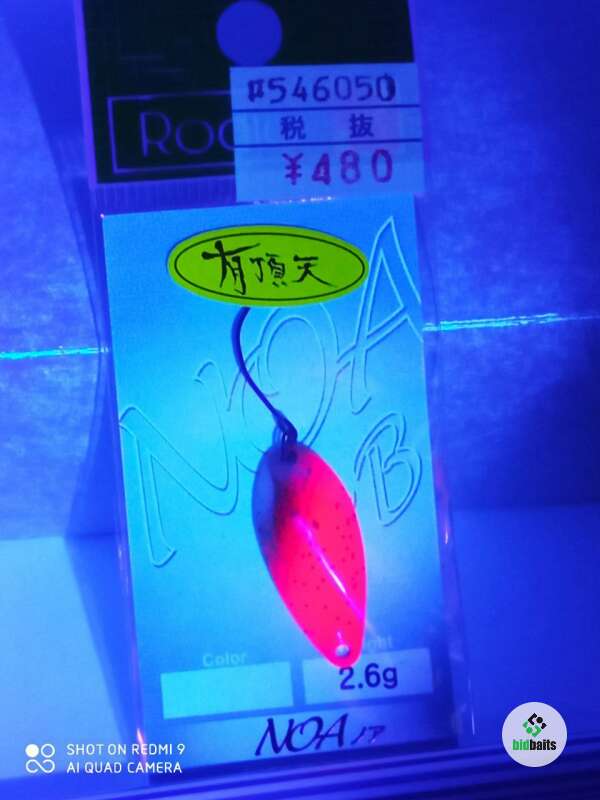 #546050
税 抜
¥480
有頂天
NOA
B
Color
2.6g
NOA ノア
bidbaits
SHOT ON REDMI 9
AI QUAD CAMERA